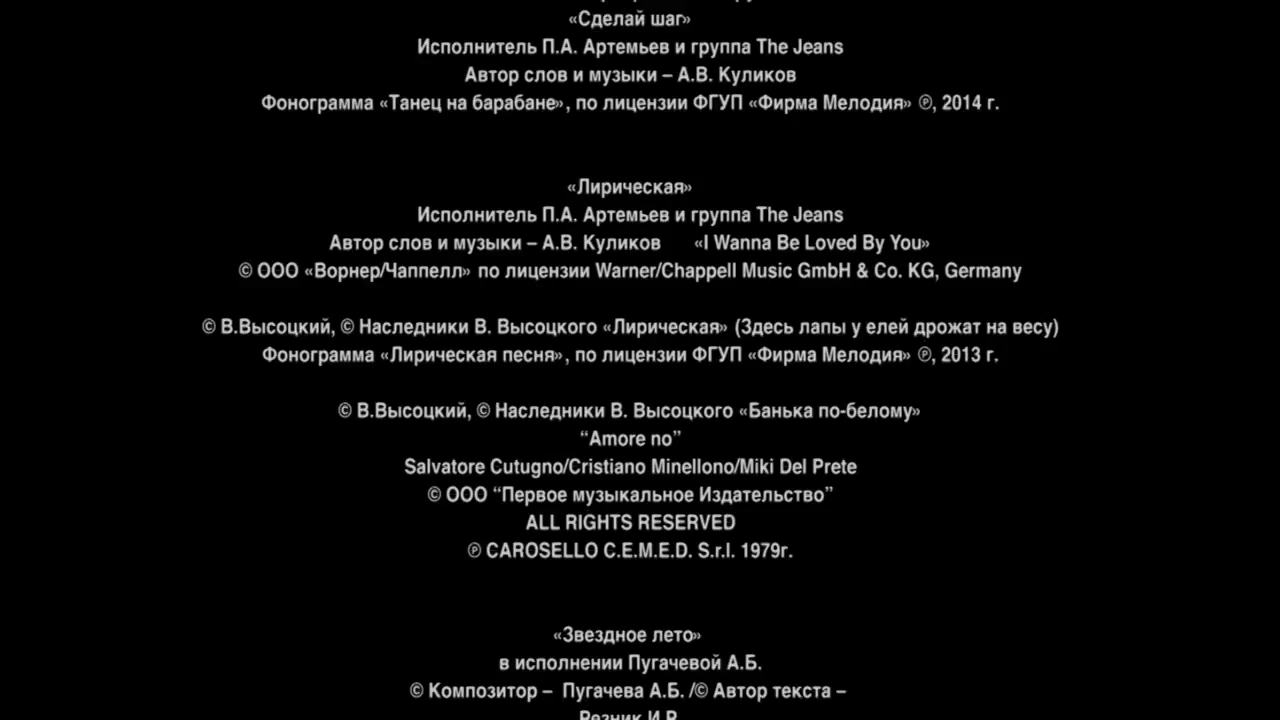 «Сделай шаг»
Исполнитель П.А. Артемьев и группа The Jeans
Автор слов и музыки – А.В. Куликов
Фонограмма «Танец на барабане», по лицензии ФГУП «Фирма Мелодия» ℗, 2014 г.
«Лирическая»
Исполнитель П.А. Артемьев и группа The Jeans
Автор слов и музыки – А.В. Куликов «I Wanna Be Loved By You»
© ООО «Ворнер/Чаппелл» по лицензии Warner/Chappell Music GmbH & Co. KG, Germany
© В.Высоцкий, © Наследники В. Высоцкого «Лирическая» (Здесь лапы у елей дрожат на весу)
Фонограмма «Лирическая песня», по лицензии ФГУП «Фирма Мелодия» ℗, 2013 г.
© В.Высоцкий, © Наследники В. Высоцкого «Банька по-белому»
“Amore no”
Salvatore Cutugno/Cristiano Minellono/Miki Del Prete
© ООО “Первое музыкальное Издательство”
ALL RIGHTS RESERVED
℗ CAROSELLO C.E.M.E.D. S.r.l. 1979г.
«Звездное лето»
в исполнении Пугачевой А.Б.
© Композитор – Пугачева А.Б. /© Автор текста –
Резник И.Р.